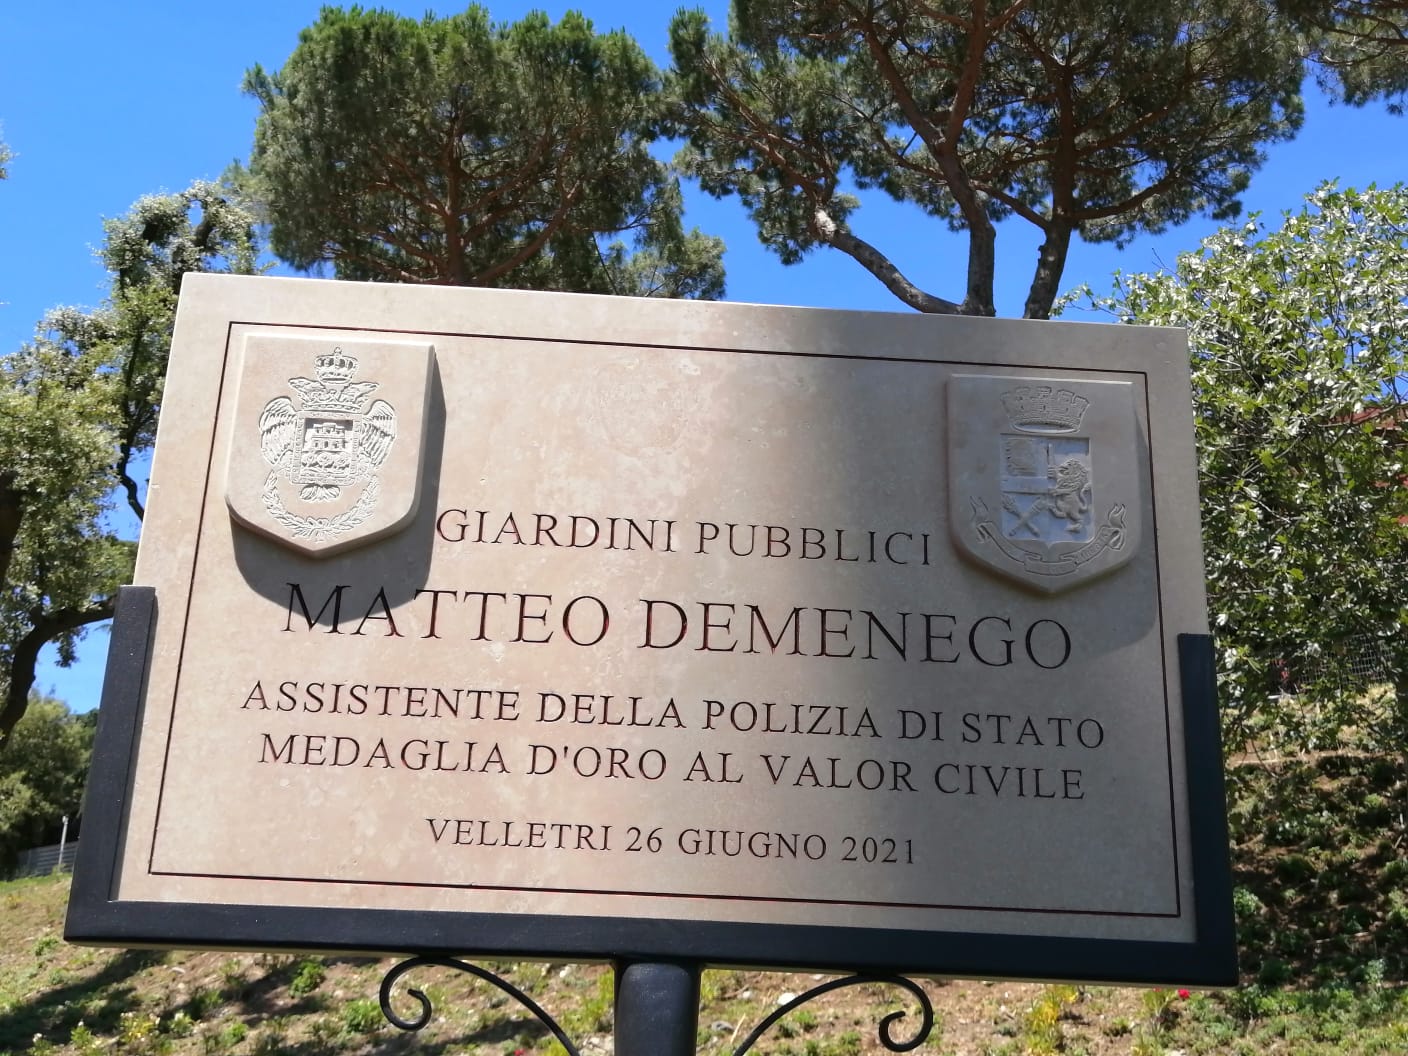 GIARDINI PUBBLICI
MATTEO DEMENEGO
ASSISTENTE DELLA POLIZIA DI STATO
MEDAGLIA D'ORO AL VALOR CIVILE
VELLETRI 26 GIUGNO 2021